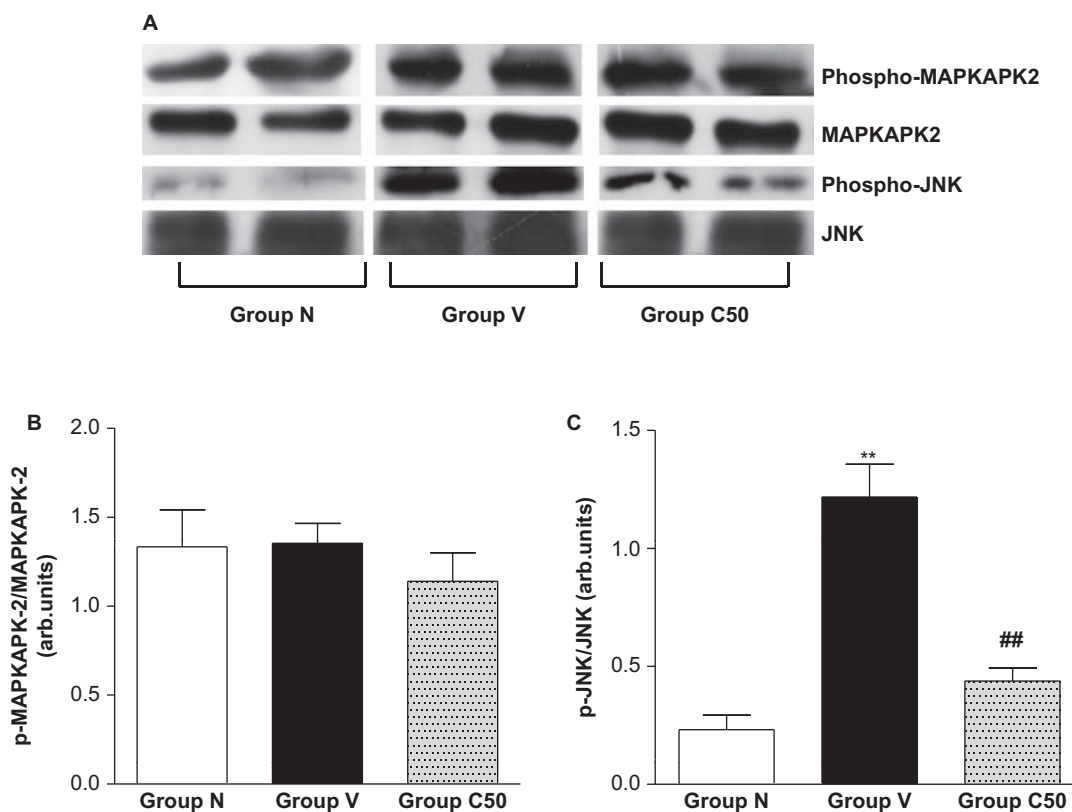 A
Phospho-MAPKAPK2
MAPKAPK2
Phospho-JNK
JNK
Group N Group V Group C50
B
p-MAPKAPK-2/MAPKAPK-2
(arb.units)
2.0
1.5
1.0
0.5
0.0
Group N Group V Group C50
C
p-JNK/JNK (arb.units)
1.5
1.0
0.5
0.0
**
##
Group N Group V Group C50